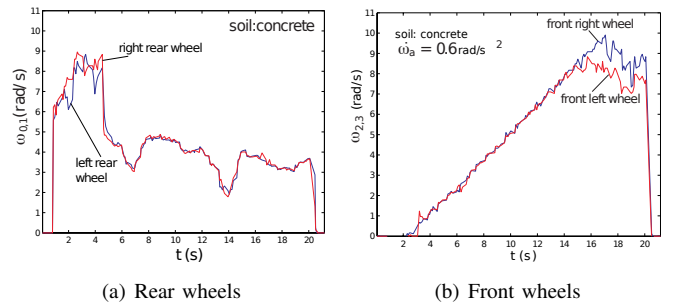 soil:concrete
right rear wheel
left rear
wheel
ω0,1(rad/s)
11
10
9
8
7
6
5
4
3
2
1
0
2 4 6 8 10 12 14 16 18 20
t (s)
(a) Rear wheels
front right wheel
soil: concrete
ω̇a = 0.6 rad/s 2
front left wheel
ω2,3 (rad/s)
11
10
9
8
7
6
5
4
3
2
1
0
2 4 6 8 10 12 14 16 18 20
t (s)
(b) Front wheels